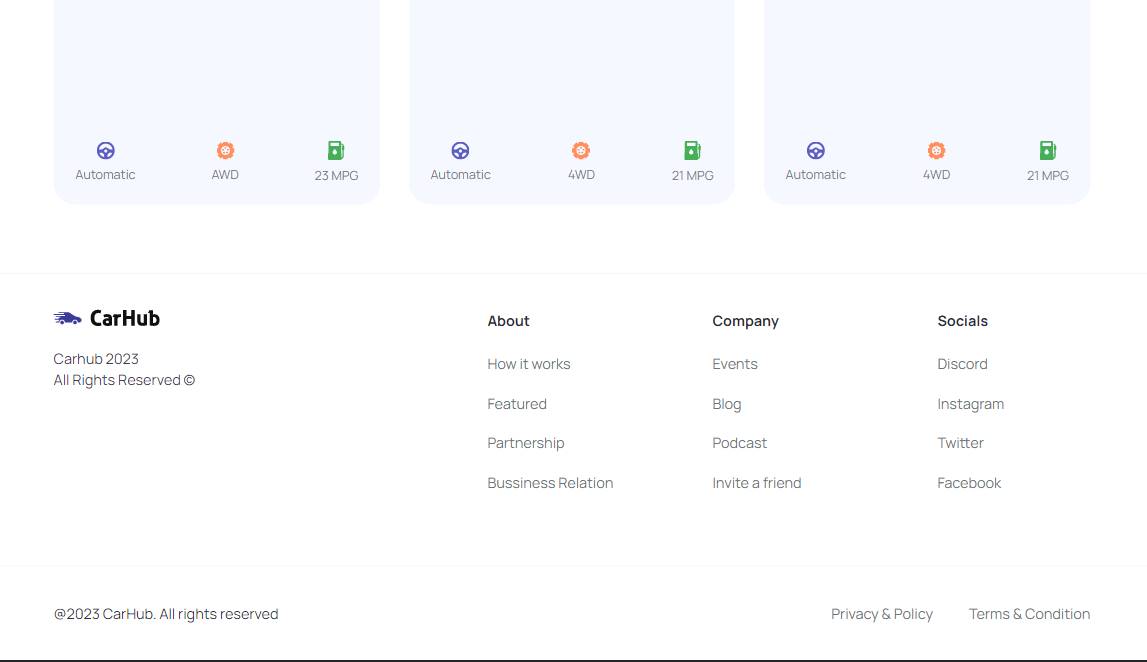 Automatic
AWD
23 MPG
Automatic
4WD
21 MPG
Automatic
4WD
21 MPG
CarHub
Carhub 2023
All Rights Reserved ©
About
How it works
Featured
Partnership
Bussiness Relation
Company
Events
Blog
Podcast
Invite a friend
Socials
Discord
Instagram
Twitter
Facebook
@2023 CarHub. All rights reserved
Privacy & Policy
Terms & Condition